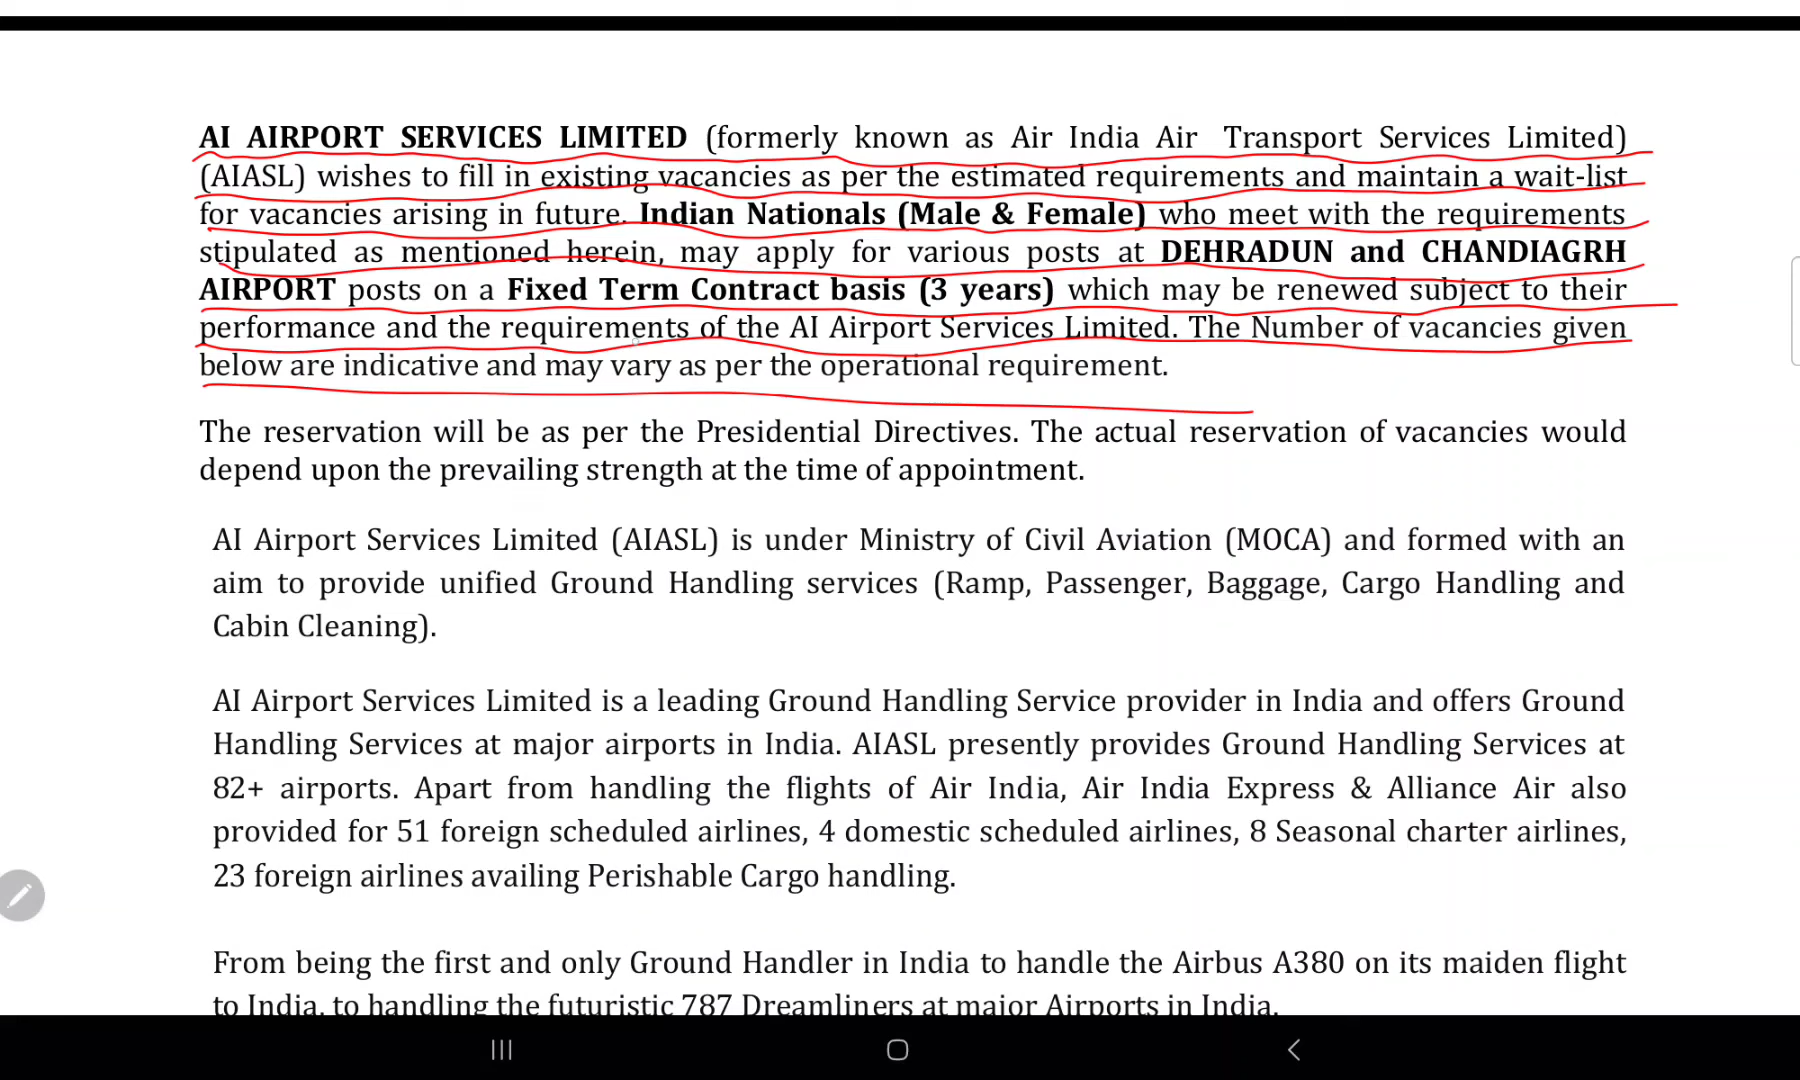 AI AIRPORT SERVICES LIMITED (formerly known as Air India Air Transport Services Limited)
(AIASL) wishes to fill in existing vacancies as per the estimated requirements and maintain a wait-list
for vacancies arising in future. Indian Nationals (Male & Female) who meet with the requirements
stipulated as mentioned herein, may apply for various posts at DEHRADUN and CHANDIAGRH
AIRPORT posts on a Fixed Term Contract basis (3 years) which may be renewed subject to their
performance and the requirements of the AI Airport Services Limited. The Number of vacancies given
below are indicative and may vary as per the operational requirement.
The reservation will be as per the Presidential Directives. The actual reservation of vacancies would
depend upon the prevailing strength at the time of appointment.
AI Airport Services Limited (AIASL) is under Ministry of Civil Aviation (MOCA) and formed with an
aim to provide unified Ground Handling services (Ramp, Passenger, Baggage, Cargo Handling and
Cabin Cleaning).
AI Airport Services Limited is a leading Ground Handling Service provider in India and offers Ground
Handling Services at major airports in India. AIASL presently provides Ground Handling Services at
82+ airports. Apart from handling the flights of Air India, Air India Express & Alliance Air also
provided for 51 foreign scheduled airlines, 4 domestic scheduled airlines, 8 Seasonal charter airlines,
23 foreign airlines availing Perishable Cargo handling.
From being the first and only Ground Handler in India to handle the Airbus A380 on its maiden flight
to India, to handling the futuristic 787 Dreamliners at major Airports in India.